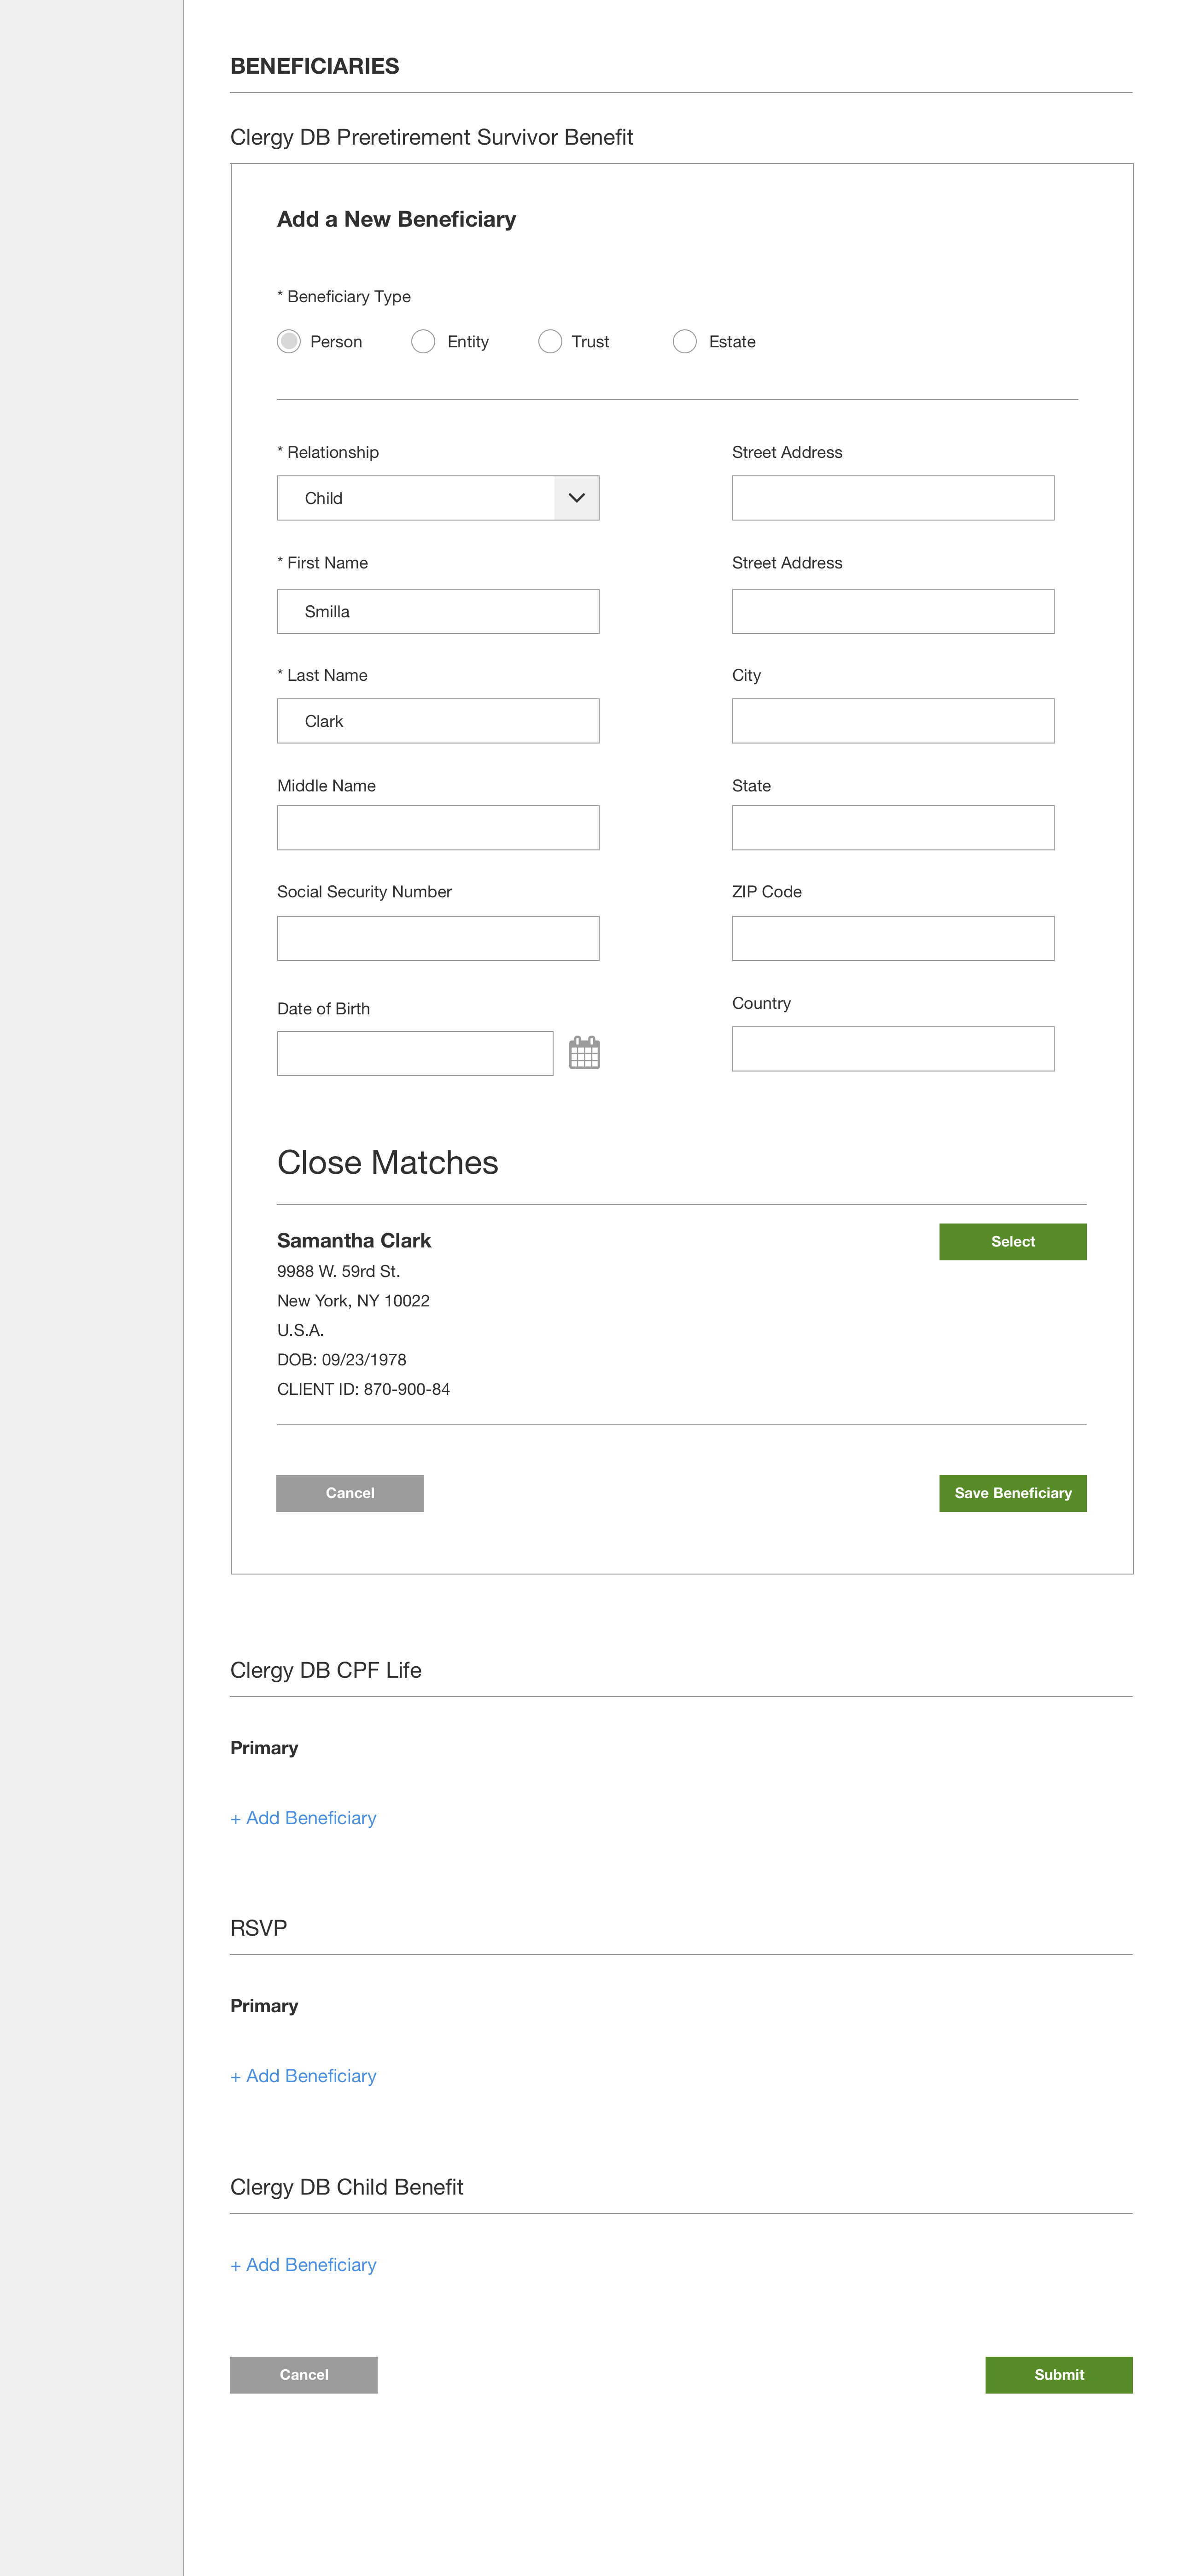 BENEFICIARIES
Clergy DB Preretirement Survivor Benefit
Add a New Beneficiary
* Beneficiary Type
Person Entity Trust Estate
* Relationship
Child
* First Name
Smilla
* Last Name
Clark
Middle Name
Social Security Number
Date of Birth
Street Address
Street Address
City
State
ZIP Code
Country
Close Matches
Samantha Clark
Select
9988 W. 59rd St.
New York, NY 10022
U.S.A.
DOB: 09/23/1978
CLIENT ID: 870-900-84
Cancel
Save Beneficiary
Clergy DB CPF Life
Primary
+ Add Beneficiary
RSVP
Primary
+ Add Beneficiary
Clergy DB Child Benefit
+ Add Beneficiary
Cancel
Submit